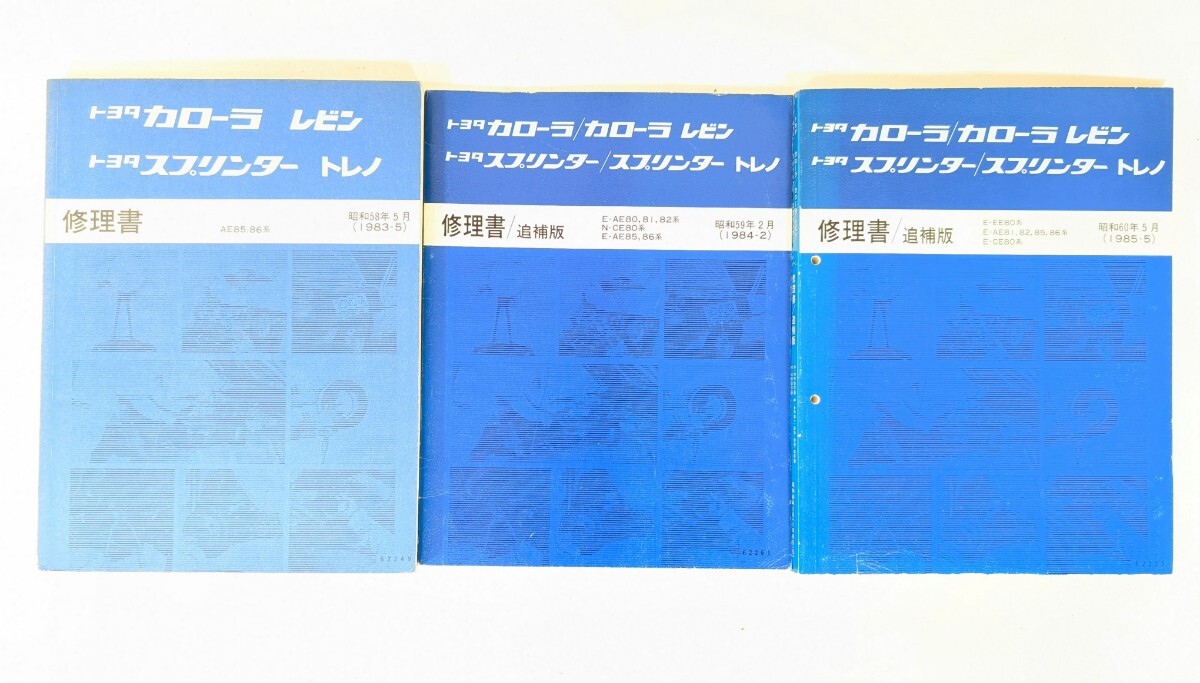 トヨタ カローラ レビン
トヨタ スプリンター トレノ
修理書
AE85,86系
昭和58年5月
(1983-5)
62240
トヨタ カローラ/カローラ レビン
トヨタ スプリンター/スプリンター トレノ
修理書/追補版
E-AE80,81,82系
N-CE80系
E-AE85,86系
昭和59年2月
(1984-2)
62261
トヨタ カローラ/カローラ レビン
トヨタ スプリンター/スプリンター トレノ
修理書/追補版
E-EE80系
E-AE81,82,85,86系
E-CE80系
昭和60年5月
(1985-5)
修理書/追補版